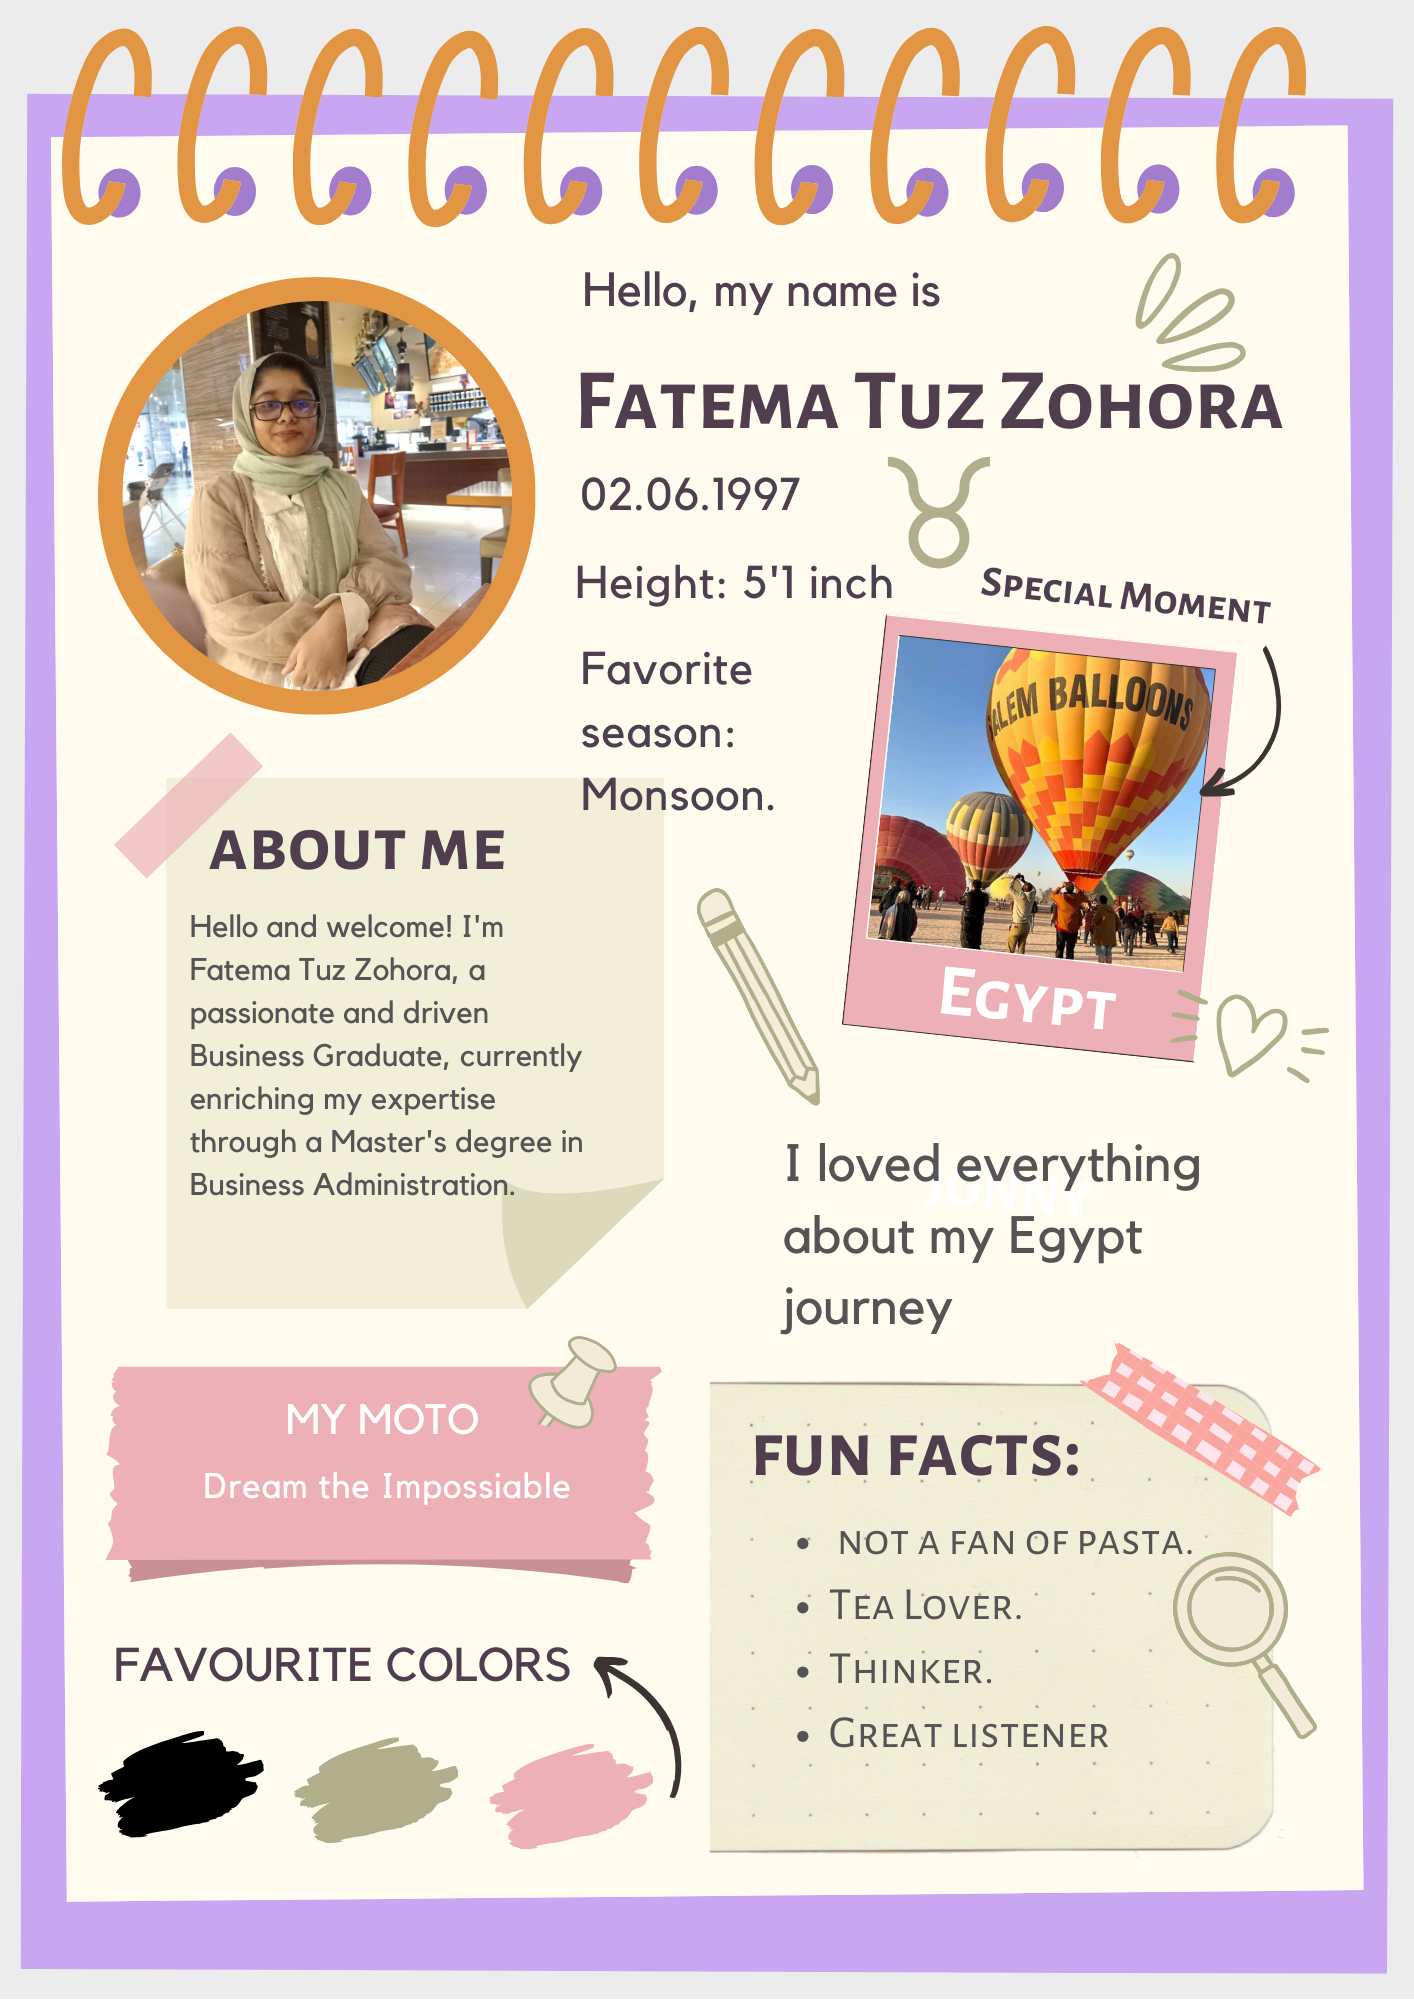 Hello, my name is
Fatema Tuz Zohora
02.06.1997
Height: 5'1 inch
Favorite
season:
Monsoon.
Special Moment
ALEM BALLOONS
Egypt
ABOUT ME
Hello and welcome! I'm
Fatema Tuz Zohora, a
passionate and driven
Business Graduate, currently
enriching my expertise
through a Master's degree in
Business Administration.
I loved everything
JONNY
about my Egypt
journey
MY MOTO
Dream the Impossiable
FUN FACTS:
• NOT A FAN OF PASTA.
• Tea Lover.
• Thinker.
• Great listener
FAVOURITE COLORS